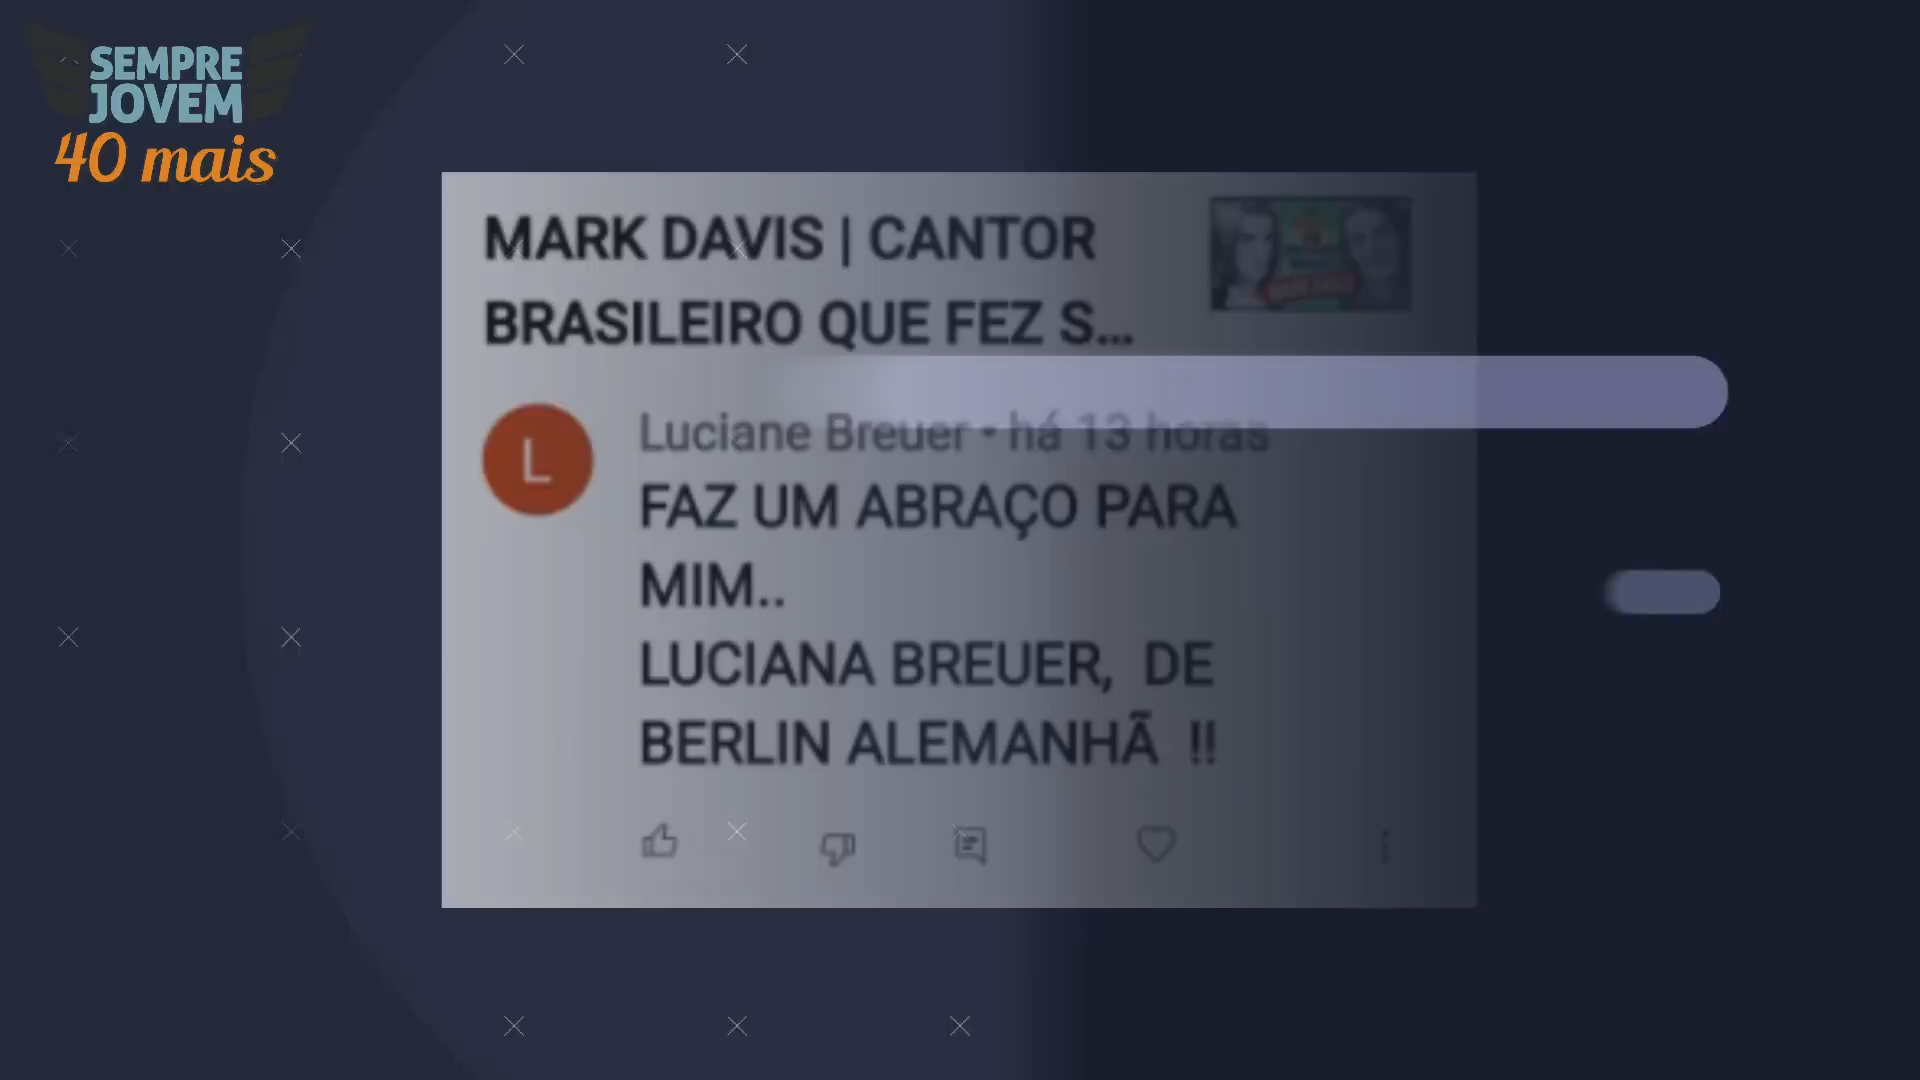 SEMPRE
JOVEM
40 mais
MARK DAVIS | CANTOR
BRASILEIRO QUE FEZ S...
L
Luciane Breuer • há 13 horas
FAZ UM ABRAÇO PARA
MIM..
LUCIANA BREUER,  DE
BERLIN ALEMANHÃ  !!